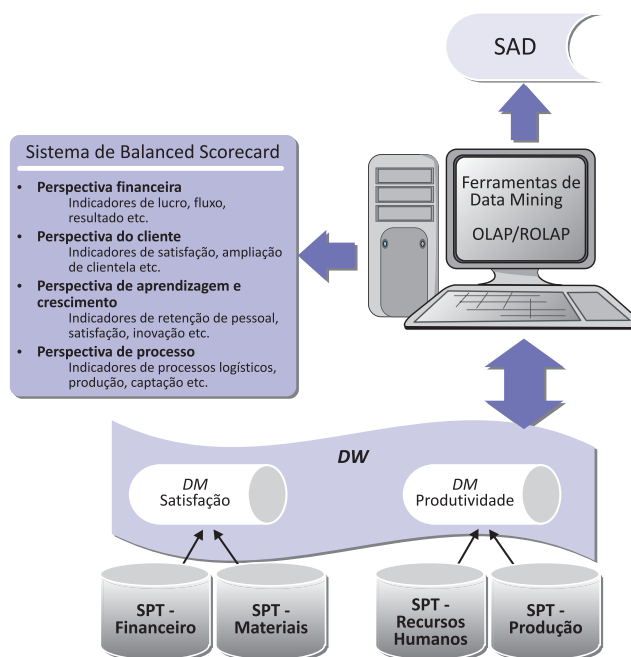 SAD
Sistema de Balanced Scorecard
• Perspectiva financeira
Indicadores de lucro, fluxo,
resultado etc.
• Perspectiva do cliente
Indicadores de satisfação, ampliação
de clientela etc.
• Perspectiva de aprendizagem e
crescimento
Indicadores de retenção de pessoal,
satisfação, inovação etc.
• Perspectiva de processo
Indicadores de processos logísticos,
produção, captação etc.
Ferramentas de
Data Mining
OLAP/ROLAP
DW
DM
Satisfação
DM
Produtividade
SPT -
Financeiro
SPT -
Materiais
SPT -
Recursos
Humanos
SPT -
Produção